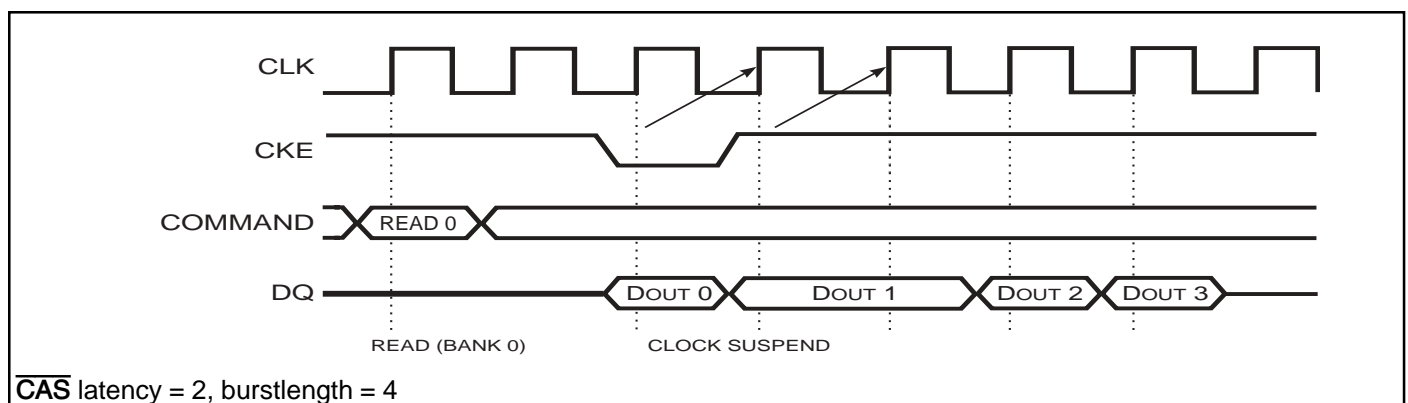 CLK
CKE
COMMAND READ 0
DQ DOUT 0 DOUT 1 DOUT 2 DOUT 3
READ (BANK 0) CLOCK SUSPEND
CAS latency = 2, burstlength = 4